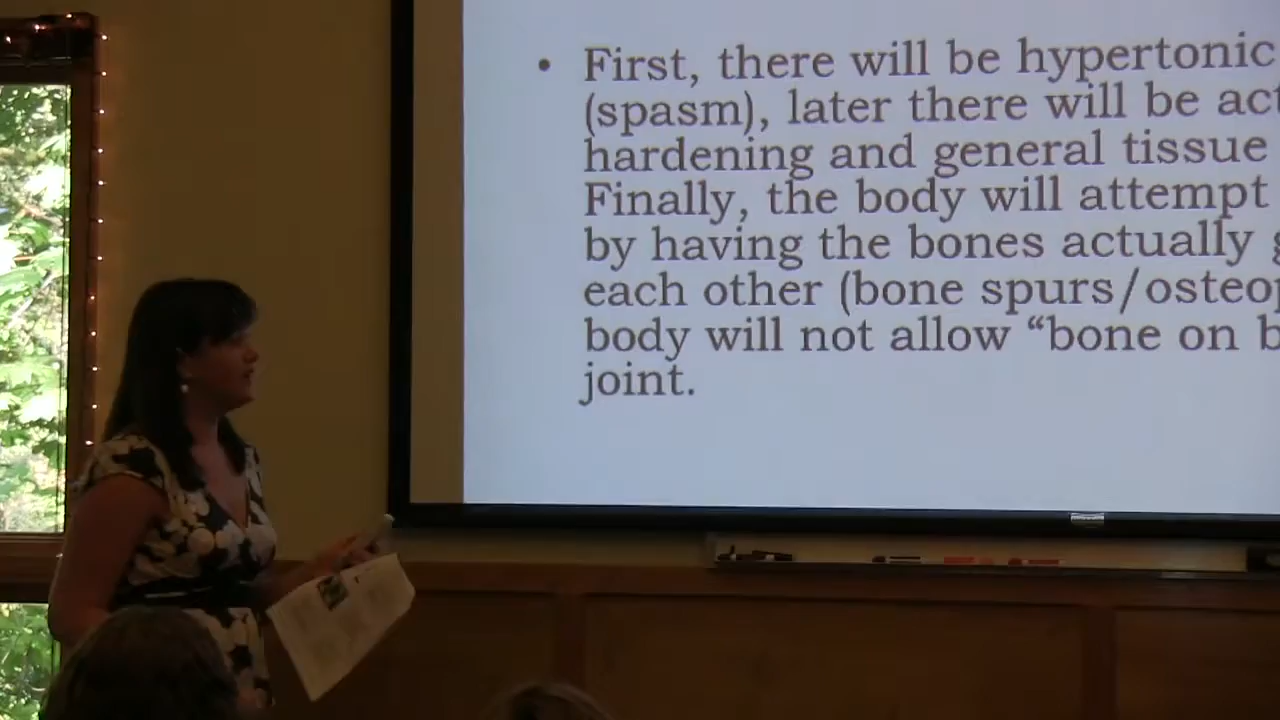 • First, there will be hypertonic
(spasm), later there will be act
hardening and general tissue
Finally, the body will attempt
by having the bones actually g
each other (bone spurs/osteop
body will not allow “bone on b
joint.